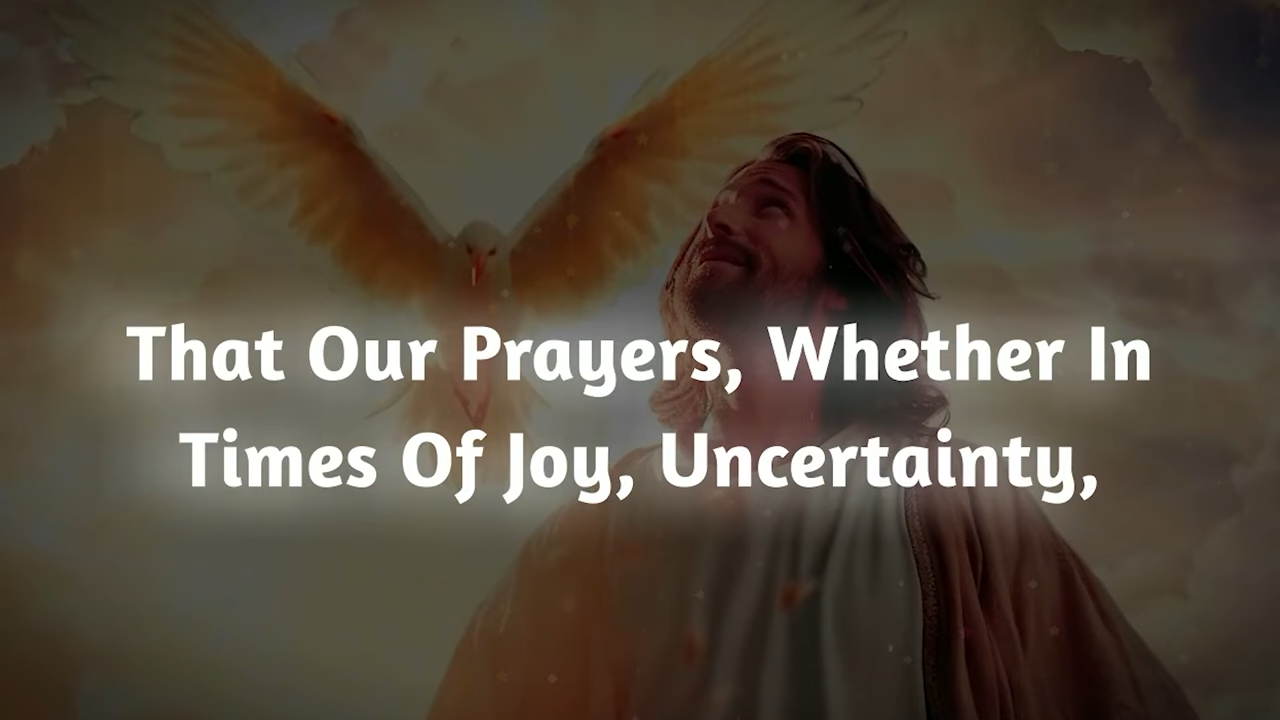 That Our Prayers, Whether In
Times Of Joy, Uncertainty,